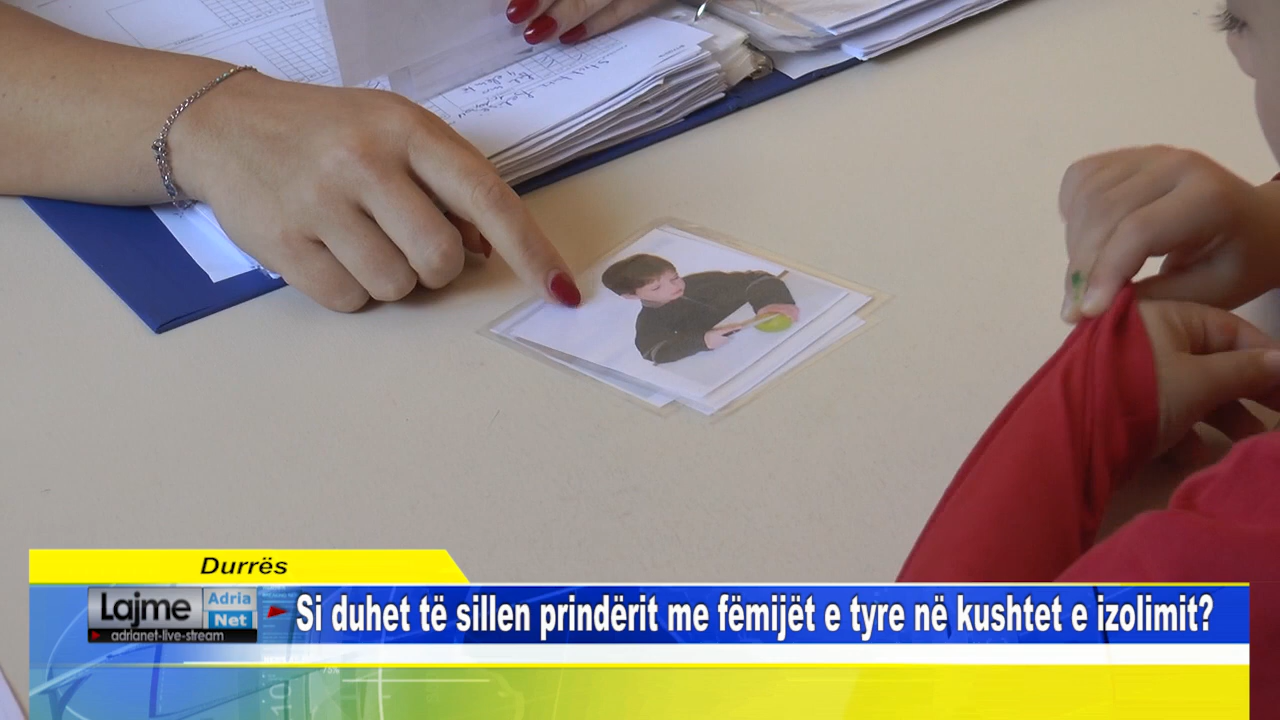 Durrës
Lajme
Adria
Net
adrianet-live-stream
Si duhet të sillen prindërit me fëmijët e tyre në kushtet e izolimit?